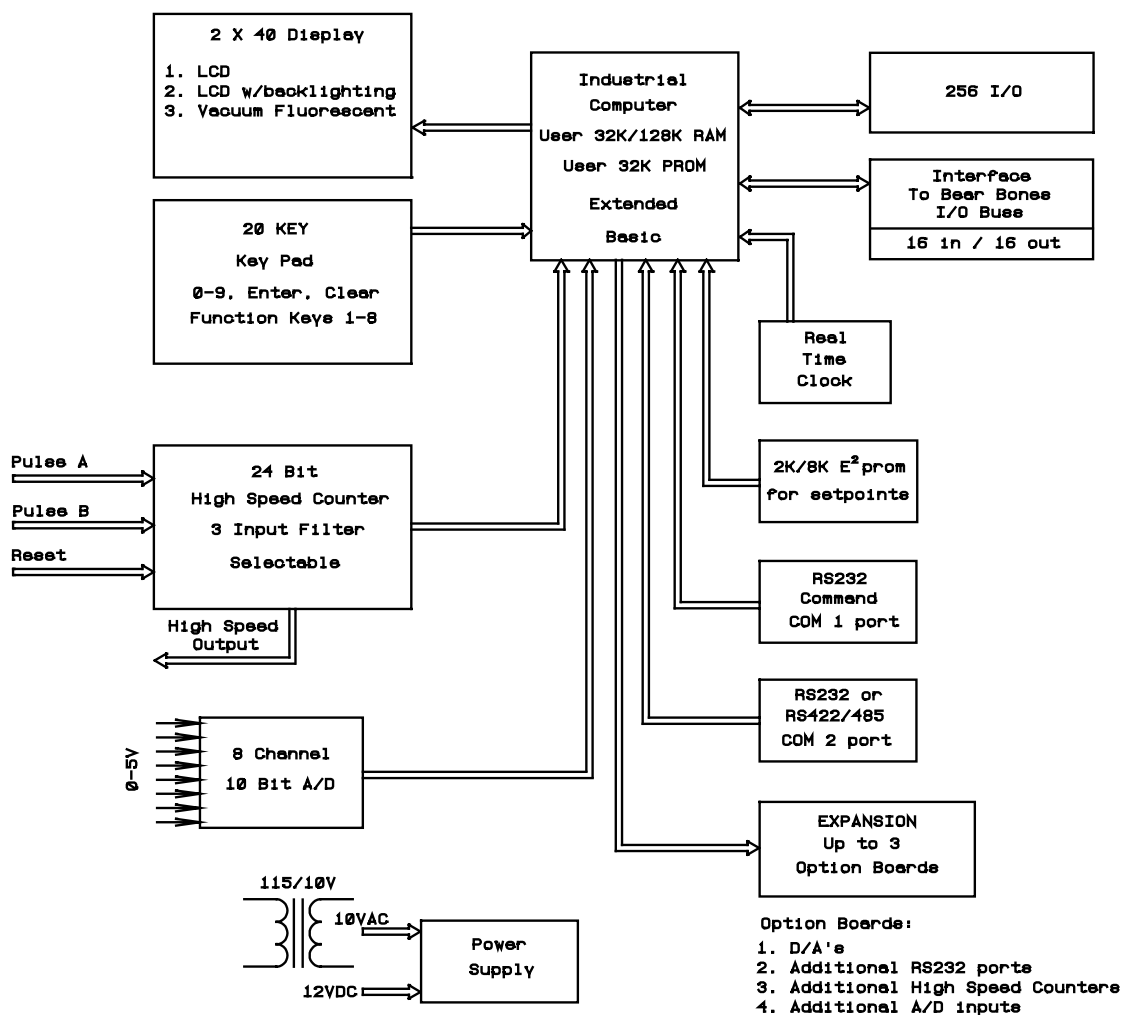 2 X 40 Display
1. LCD
2. LCD w/backlighting
3. Vacuum Fluorescent
Industrial
Computer
User 32K/128K RAM
User 32K PROM
Extended
Basic
256 I/O
Interface
To Bear Bones
I/O Buss
16 in / 16 out
20 KEY
Key Pad
0-9, Enter, Clear
Function Keys 1-8
Real
Time
Clock
Pulse A
Pulse B
Reset
24 Bit
High Speed Counter
3 Input Filter
Selectable
High Speed
Output
2K/8K E²prom
for setpoints
RS232
Command
COM 1 port
RS232 or
RS422/485
COM 2 port
0-5V
8 Channel
10 Bit A/D
EXPANSION
Up to 3
Option Boards
115/10V
10VAC
12VDC
Power
Supply
Option Boards:
1. D/A's
2. Additional RS232 ports
3. Additional High Speed Counters
4. Additional A/D inputs